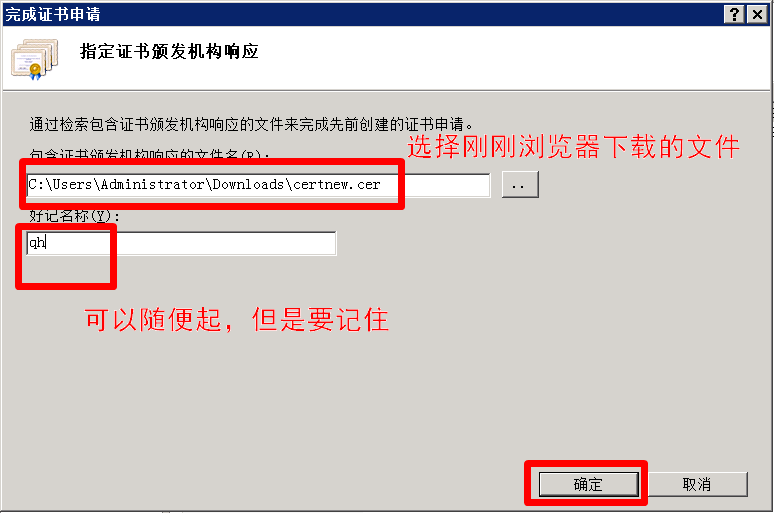 完成证书申请
指定证书颁发机构响应
通过检索包含证书颁发机构响应的文件来完成先前创建的证书申请。
包含证书颁发机构响应的文件名(R):
选择刚刚浏览器下载的文件
C:\Users\Administrator\Downloads\certnew.cer
..
好记名称(Y):
qh
可以随便起，但是要记住
确定
取消